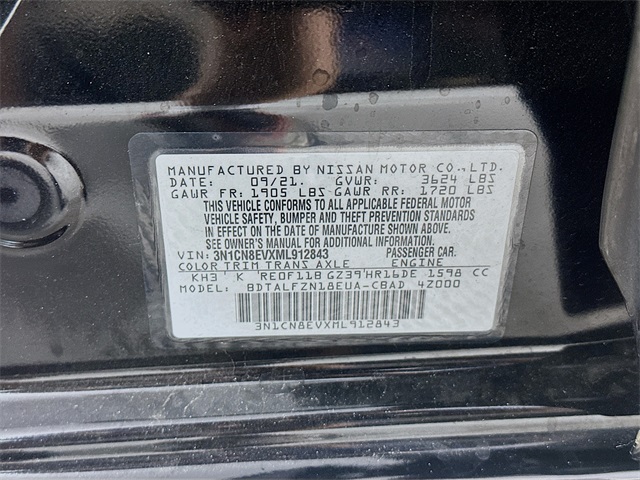 MANUFACTURED BY NISSAN MOTOR CO., LTD.
DATE: 09/21. GVWR: 3624 LBS
GAWR FR: 1905 LBS GAWR RR: 1720 LBS
THIS VEHICLE CONFORMS TO ALL APPLICABLE FEDERAL MOTOR
VEHICLE SAFETY, BUMPER AND THEFT PREVENTION STANDARDS
IN EFFECT ON THE DATE OF MANUFACTURE SHOWN ABOVE.
SEE OWNER'S MANUAL FOR ADDITIONAL INFORMATION.
VIN: 3N1CN8EVXML912843 PASSENGER CAR.
COLOR TRIM TRANS AXLE ENGINE
KH3 K RE0F11B GZ39 HR16DE 1598 CC
MODEL: BDTALFZN18EUA-CBAD 4Z000
3N1CN8EVXML912843